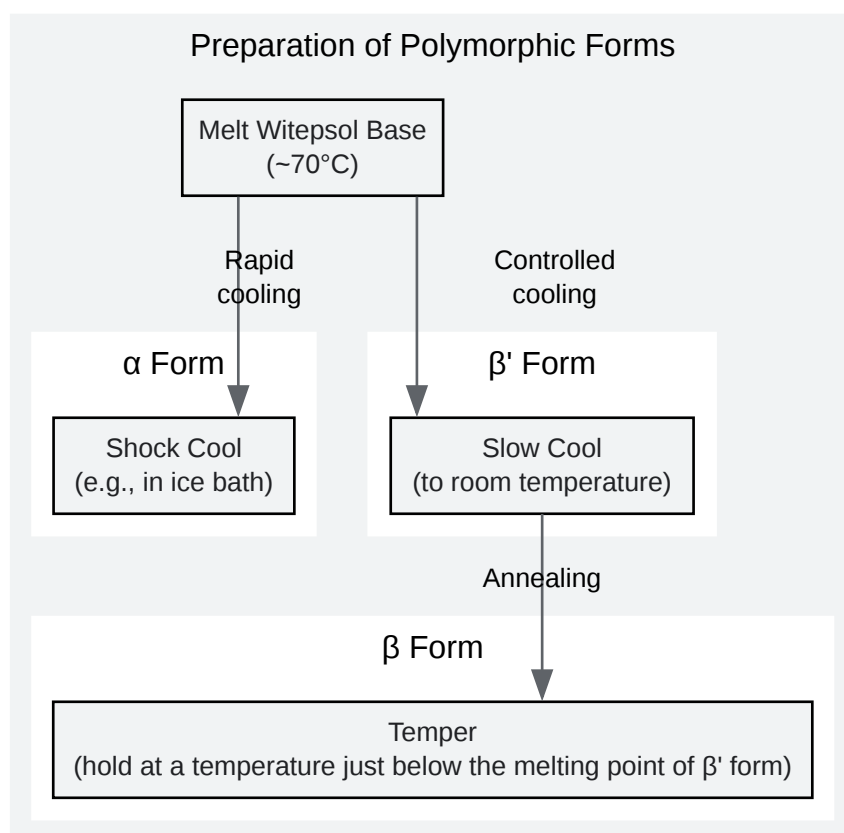 Preparation of Polymorphic Forms
Melt Witepsol Base
(~70°C)
Rapid
cooling
Controlled
cooling
α Form
β' Form
Shock Cool
(e.g., in ice bath)
Slow Cool
(to room temperature)
Annealing
β Form
Temper
(hold at a temperature just below the melting point of β' form)